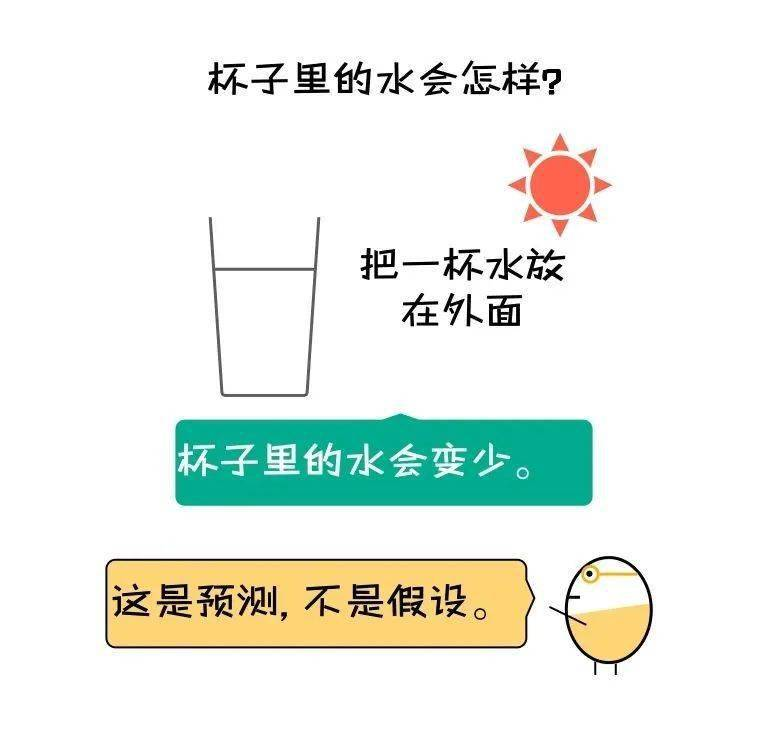 杯子里的水会怎样?
把一杯水放
在外面
杯子里的水会变少。
这是预测,不是假设。